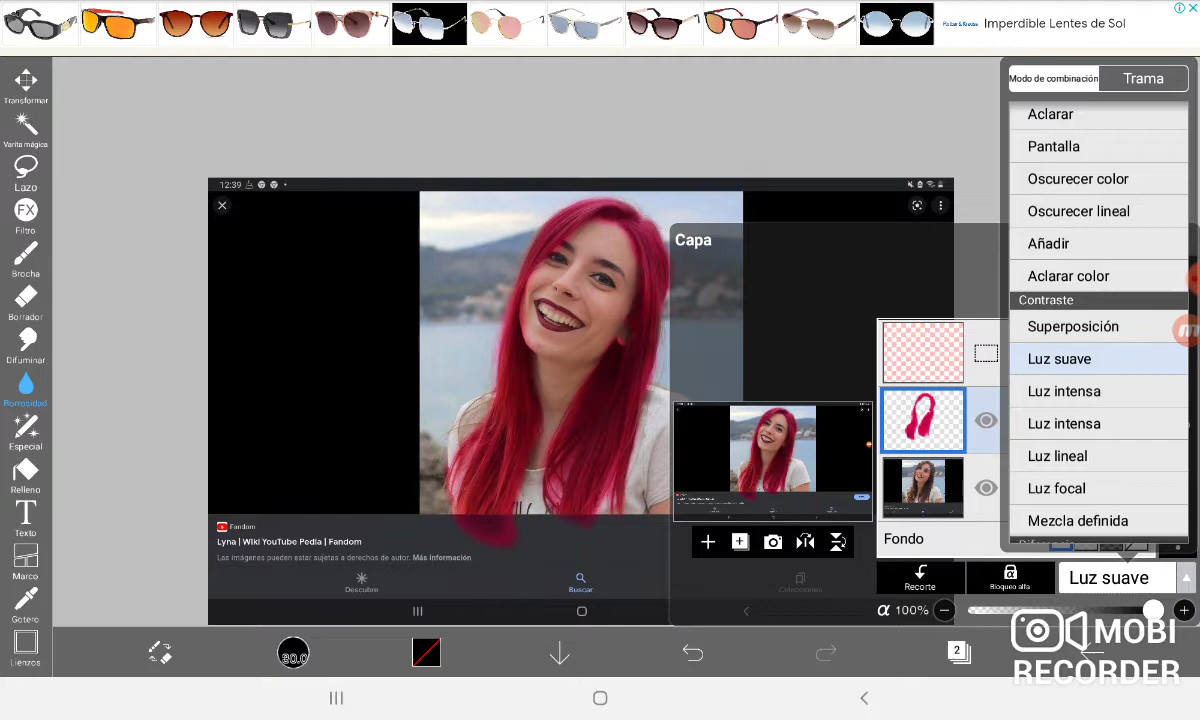 Imperdible Lentes de Sol
Transformar
Varita mágica
Lazo
FX
Filtro
Brocha
Borrador
Difuminar
Borrosidad
Especial
Relleno
T
Texto
Marco
Gotero
Lienzos
12:39
Fandom
Lyna | Wiki YouTube Pedia | Fandom
Las imágenes pueden estar sujetas a derechos de autor. Más información
Descubre
Buscar
Colecciones
Capa
Fondo
Recorte
Bloqueo alfa
Luz suave
α 100%
Modo de combinación
Trama
Aclarar
Pantalla
Oscurecer color
Oscurecer lineal
Añadir
Aclarar color
Contraste
Superposición
Luz suave
Luz intensa
Luz intensa
Luz lineal
Luz focal
Mezcla definida
Diferencia
30.0
2
MOBI
RECORDER